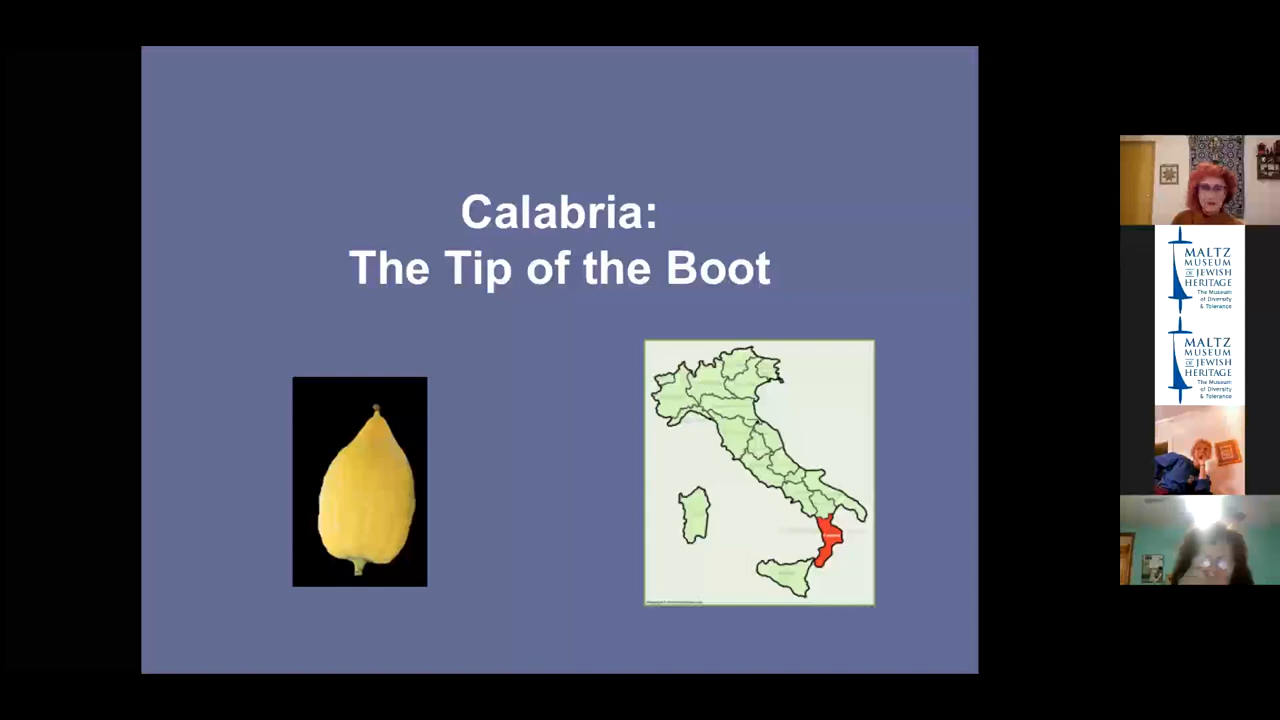 Calabria:
The Tip of the Boot
MALTZ
MUSEUM
OF JEWISH
HERITAGE
The Museum
of Diversity
& Tolerance
MALTZ
MUSEUM
OF JEWISH
HERITAGE
The Museum
of Diversity
& Tolerance